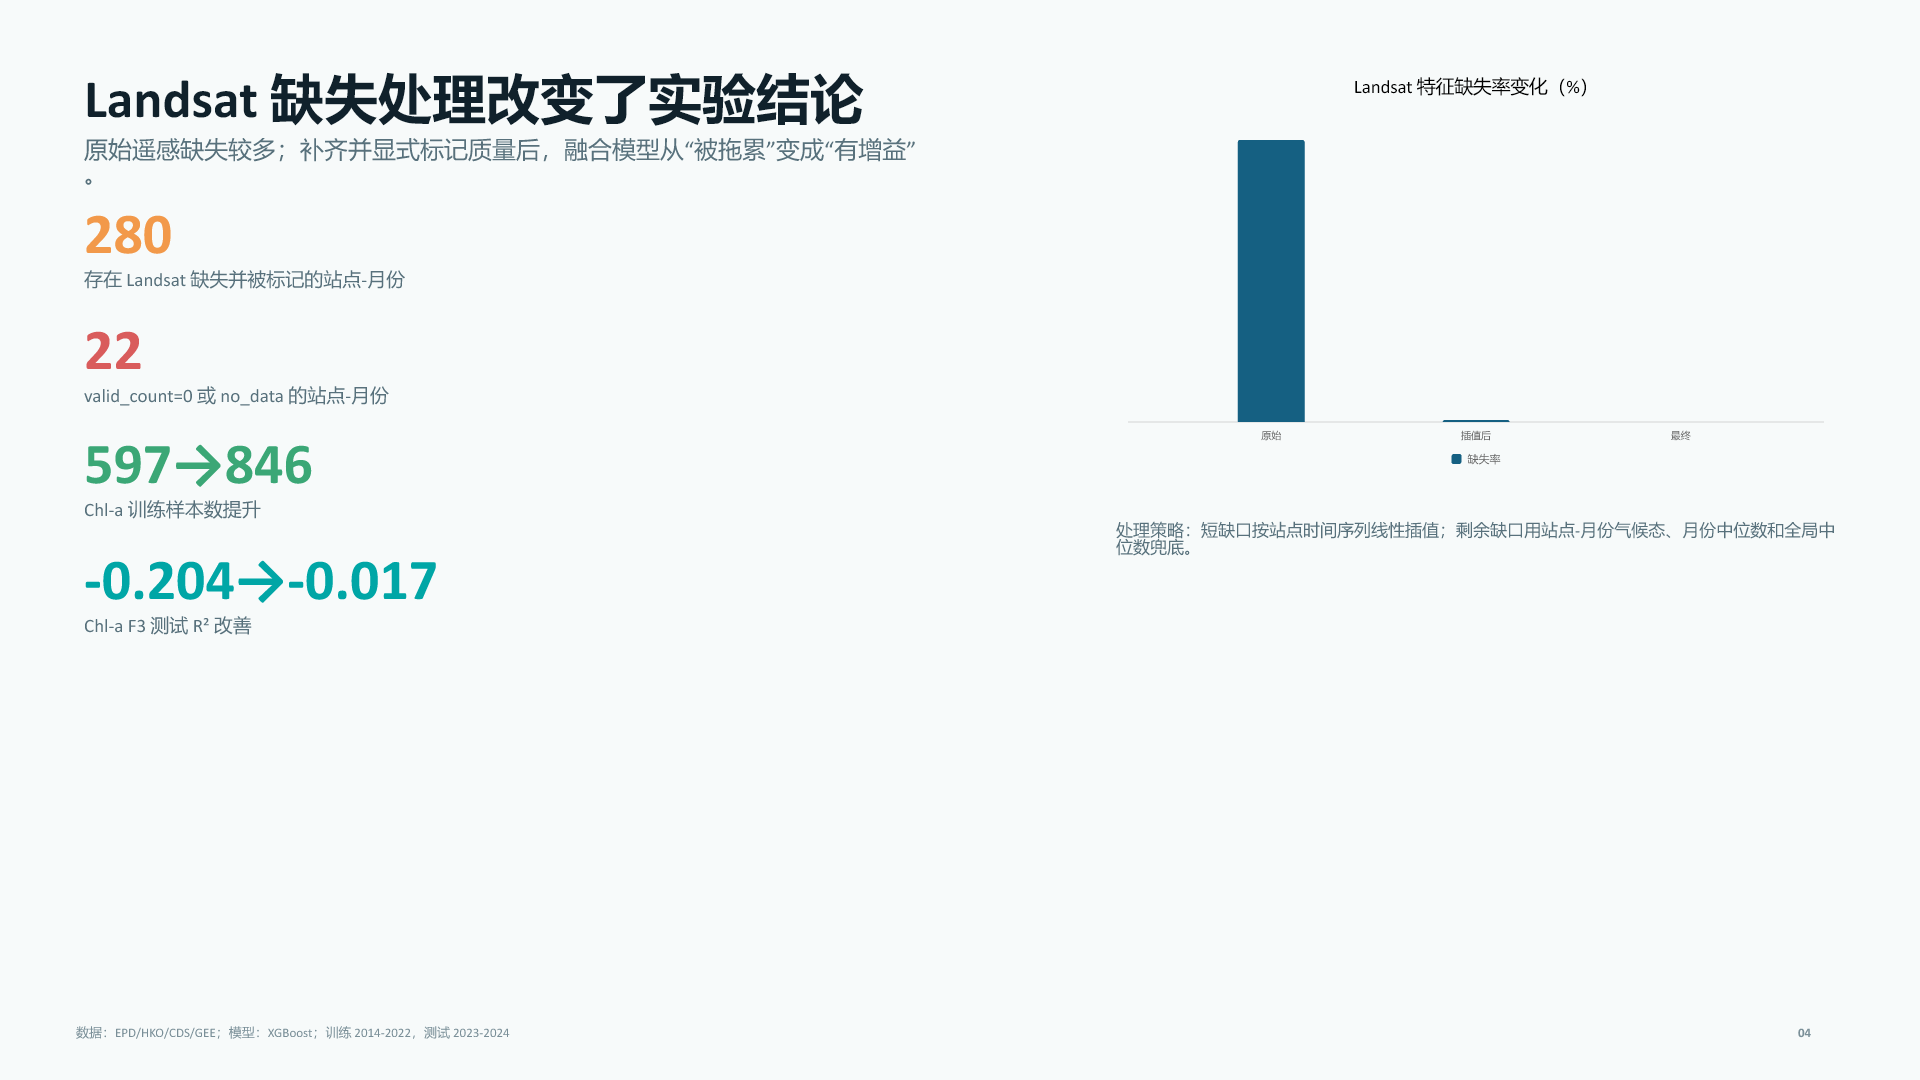 Landsat 缺失处理改变了实验结论
原始遥感缺失较多；补齐并显式标记质量后，融合模型从“被拖累”变成“有增益”
。
280
存在 Landsat 缺失并被标记的站点-月份
22
valid_count=0 或 no_data 的站点-月份
597→846
Chl-a 训练样本数提升
-0.204→-0.017
Chl-a F3 测试 R² 改善
Landsat 特征缺失率变化（%）
原始
插值后
最终
缺失率
处理策略：短缺口按站点时间序列线性插值；剩余缺口用站点-月份气候态、月份中位数和全局中
位数兜底。
数据：EPD/HKO/CDS/GEE；模型：XGBoost；训练 2014-2022，测试 2023-2024
04